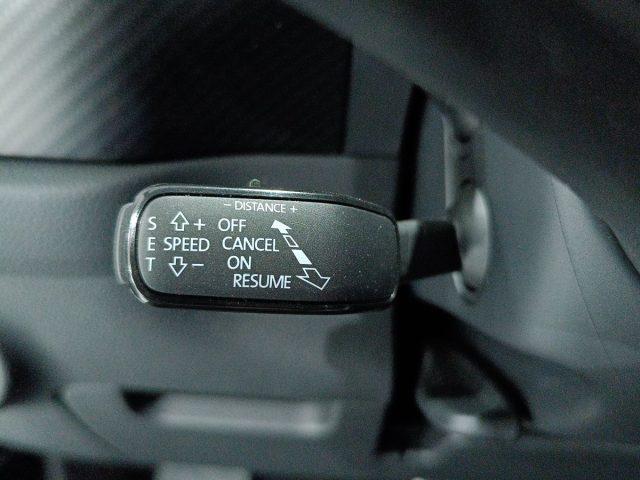 - DISTANCE +
S + OFF
E SPEED CANCEL
T - ON
RESUME